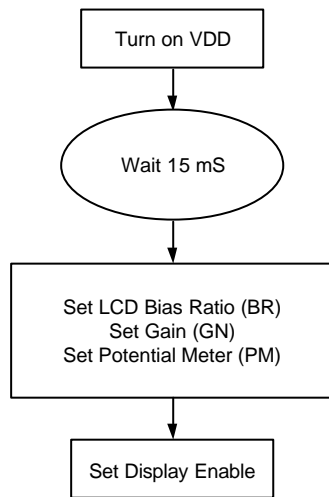 Turn on VDD
Wait 15 mS
Set LCD Bias Ratio (BR)
Set Gain (GN)
Set Potential Meter (PM)
Set Display Enable